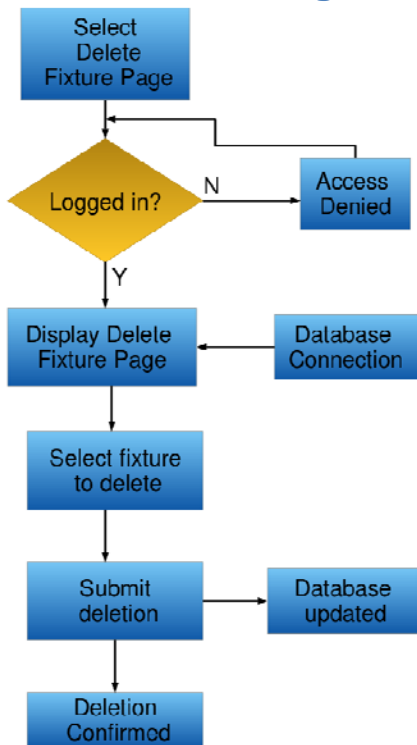 Select
Delete
Fixture Page
Logged in?
N
Access
Denied
Y
Display Delete
Fixture Page
Database
Connection
Select fixture
to delete
Submit
deletion
Database
updated
Deletion
Confirmed